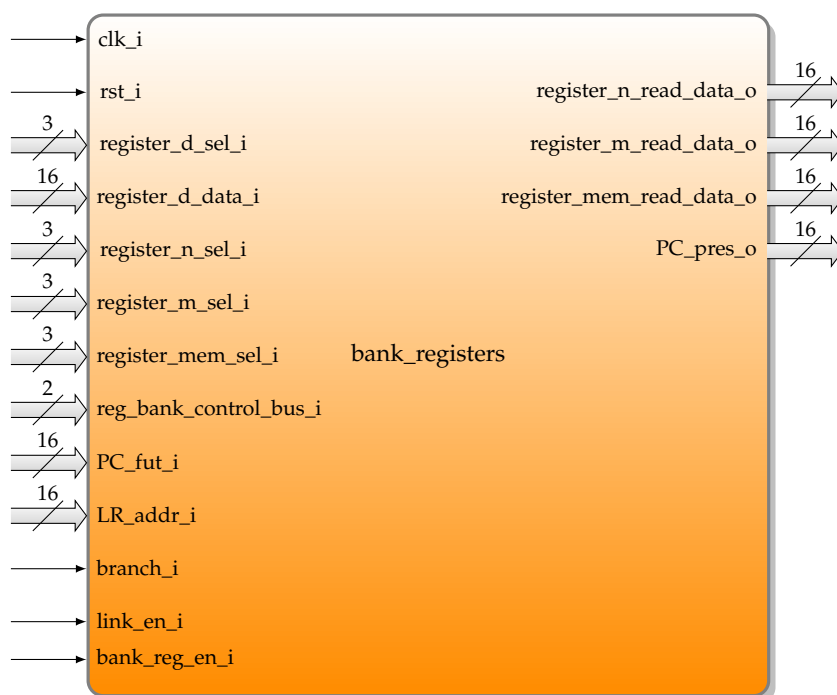 clk_i
rst_i
3
register_d_sel_i
16
register_d_data_i
3
register_n_sel_i
3
register_m_sel_i
3
register_mem_sel_i
2
reg_bank_control_bus_i
16
PC_fut_i
16
LR_addr_i
branch_i
link_en_i
bank_reg_en_i
bank_registers
16
register_n_read_data_o
16
register_m_read_data_o
16
register_mem_read_data_o
16
PC_pres_o